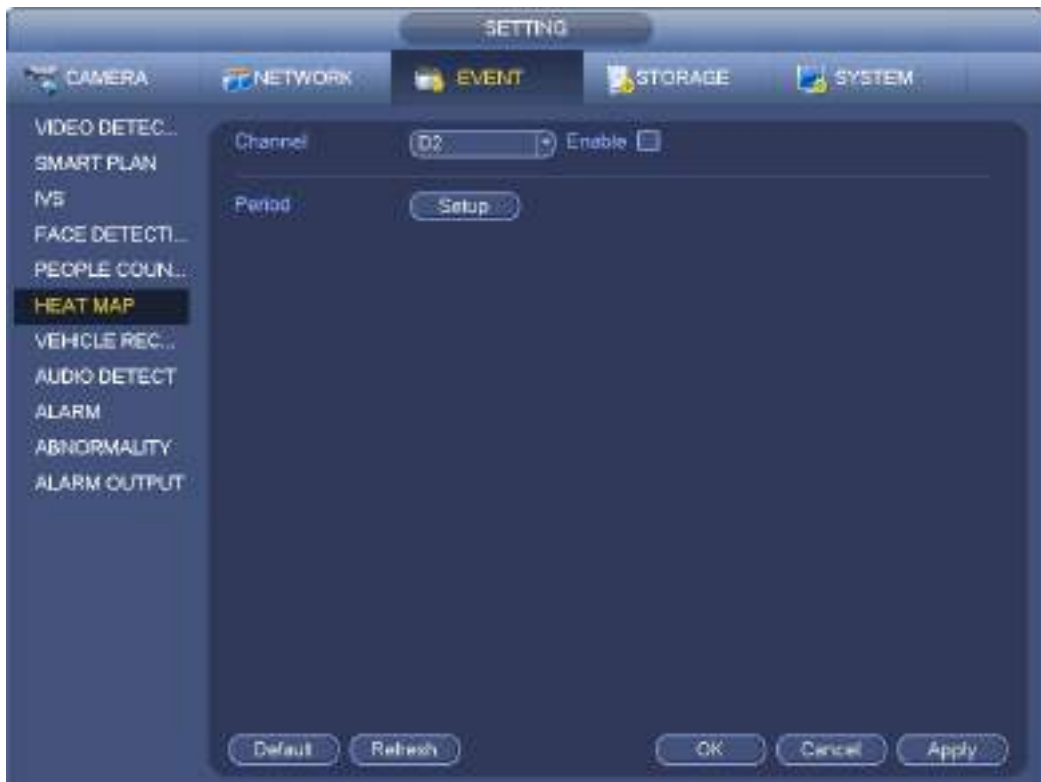 SETTING
CAMERA NETWORK EVENT STORAGE SYSTEM
VIDEO DETEC...
SMART PLAN
IVS
FACE DETECTI...
PEOPLE COUN...
HEAT MAP
VEHICLE REC...
AUDIO DETECT
ALARM
ABNORMALITY
ALARM OUTPUT
Channel D2 Enable
Period Setup
Default Refresh OK Cancel Apply